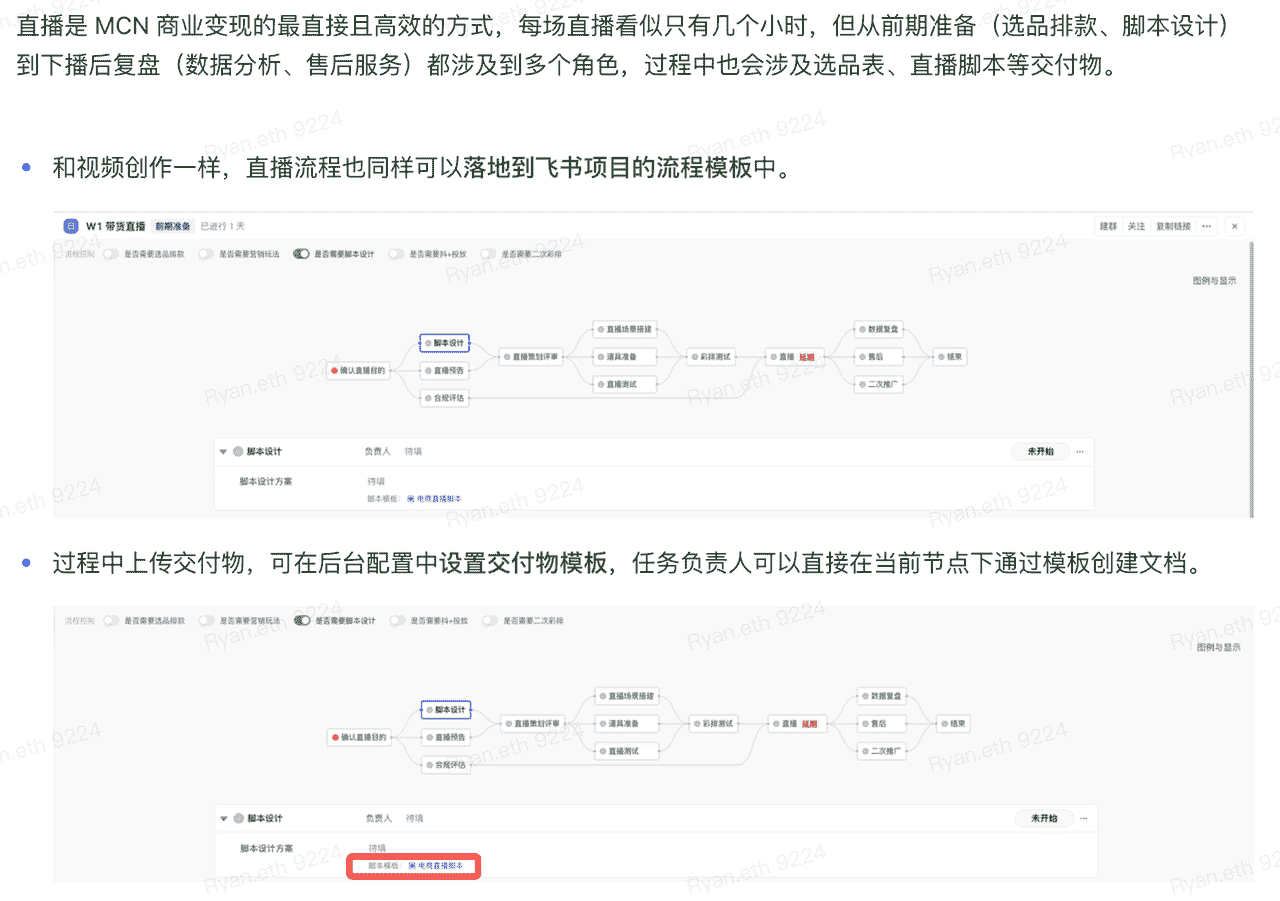 直播是 MCN 商业变现的最直接且高效的方式，每场直播看似只有几个小时，但从前期准备（选品排款、脚本设计）
到下播后复盘（数据分析、售后服务）都涉及到多个角色，过程中也会涉及选品表、直播脚本等交付物。
和视频创作一样，直播流程也同样可以落地到飞书项目的流程模板中。
W1 带货直播 前期准备 已进行 1 天 建群 关注 复制链接 ··· ×
流程控制 是否需要选品排款 是否需要营销玩法 是否需要脚本设计 是否需要抖+投放 是否需要二次彩排
图例与显示
直播场景搭建 数据复盘
脚本设计
直播策划评审 道具准备 彩排测试 直播 延期 售后 结束
确认直播目的 直播预告
直播测试 二次推广
合规评估
脚本设计 负责人 待填 未开始 ···
脚本设计方案 待填
脚本模板： 电商直播脚本
过程中上传交付物，可在后台配置中设置交付物模板，任务负责人可以直接在当前节点下通过模板创建文档。
流程控制 是否需要选品排款 是否需要营销玩法 是否需要脚本设计 是否需要抖+投放 是否需要二次彩排
图例与显示
直播场景搭建 数据复盘
脚本设计
直播策划评审 道具准备 彩排测试 直播 延期 售后 结束
确认直播目的 直播预告
直播测试 二次推广
合规评估
脚本设计 负责人 待填 未开始 ···
脚本设计方案 待填
脚本模板： 电商直播脚本
Ryan.eth 9224